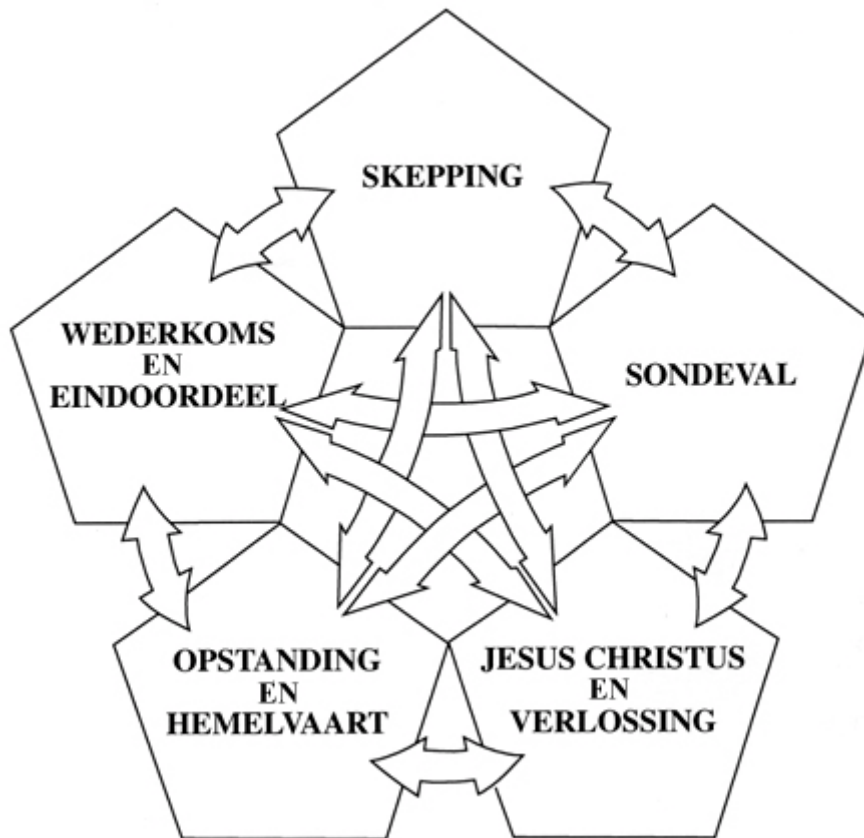 SKEPPING
WEDERKOMS
EN
EINDOORDEEL
SONDEVAL
OPSTANDING
EN
HEMELVAART
JESUS CHRISTUS
EN
VERLOSSING